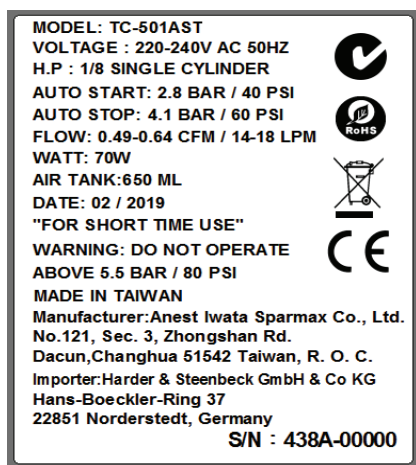 MODEL: TC-501AST
VOLTAGE : 220-240V AC 50HZ
H.P : 1/8 SINGLE CYLINDER
AUTO START: 2.8 BAR / 40 PSI
AUTO STOP: 4.1 BAR / 60 PSI
FLOW: 0.49-0.64 CFM / 14-18 LPM
RoHS
WATT: 70W
AIR TANK:650 ML
DATE: 02 / 2019
"FOR SHORT TIME USE"
WARNING: DO NOT OPERATE
CE
ABOVE 5.5 BAR / 80 PSI
MADE IN TAIWAN
Manufacturer:Anest Iwata Sparmax Co., Ltd.
No.121, Sec. 3, Zhongshan Rd.
Dacun,Changhua 51542 Taiwan, R. O. C.
Importer:Harder & Steenbeck GmbH & Co KG
Hans-Boeckler-Ring 37
22851 Norderstedt, Germany
S/N : 438A-00000